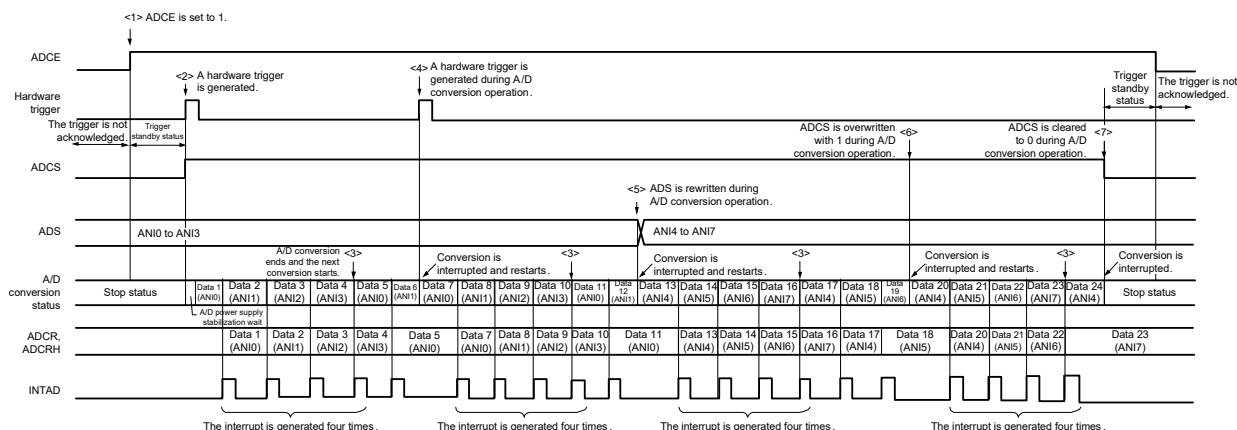 <1> ADCE is set to 1.
ADCE
<2> A hardware trigger
is generated.
<4> A hardware trigger is
generated during A/D
conversion operation.
Trigger
standby
status
The trigger is not
acknowledged.
Hardware
trigger
The trigger is not
acknowledged.
Trigger
standby status
ADCS is overwritten <6>
with 1 during A/D
conversion operation.
ADCS is cleared <7>
to 0 during A/D
conversion operation.
ADCS
<5> ADS is rewritten during
A/D conversion operation.
ADS
ANI0 to ANI3
ANI4 to ANI7
A/D conversion <3>
ends and the next
conversion starts.
Conversion is
interrupted and restarts.
<3>
Conversion is
interrupted and restarts.
<3>
Conversion is
interrupted and restarts.
<3>
Conversion is
interrupted.
A/D
conversion
status
Stop status
Data 1
(ANI0)
Data 2
(ANI1)
Data 3
(ANI2)
Data 4
(ANI3)
Data 5
(ANI0)
Data 6
(ANI1)
Data 7
(ANI0)
Data 8
(ANI1)
Data 9
(ANI2)
Data 10
(ANI3)
Data 11
(ANI0)
Data
12
(ANI1)
Data 13
(ANI4)
Data 14
(ANI5)
Data 15
(ANI6)
Data 16
(ANI7)
Data 17
(ANI4)
Data 18
(ANI5)
Data
19
(ANI6)
Data 20
(ANI4)
Data 21
(ANI5)
Data 22
(ANI6)
Data 23
(ANI7)
Data 24
(ANI4)
Stop status
A/D power supply
stabilization wait
ADCR,
ADCRH
Data 1
(ANI0)
Data 2
(ANI1)
Data 3
(ANI2)
Data 4
(ANI3)
Data 5
(ANI0)
Data 7
(ANI0)
Data 8
(ANI1)
Data 9
(ANI2)
Data 10
(ANI3)
Data 11
(ANI0)
Data 13
(ANI4)
Data 14
(ANI5)
Data 15
(ANI6)
Data 16
(ANI7)
Data 17
(ANI4)
Data 18
(ANI5)
Data 20
(ANI4)
Data 21
(ANI5)
Data 22
(ANI6)
Data 23
(ANI7)
INTAD
The interrupt is generated four times.
The interrupt is generated four times.
The interrupt is generated four times.
The interrupt is generated four times.